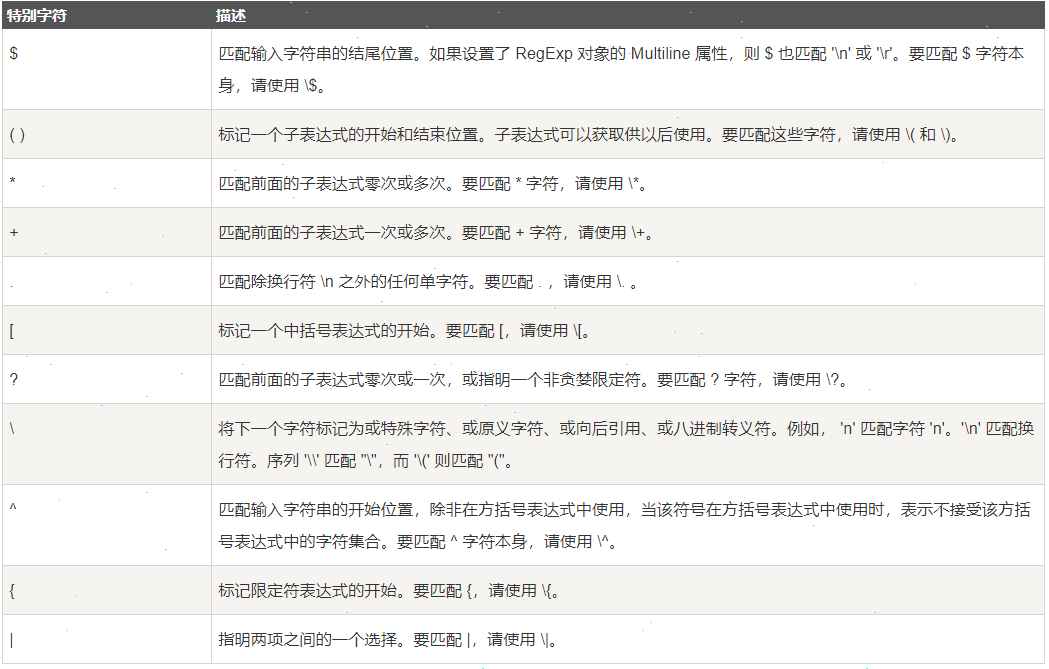 特别字符 描述
$ 匹配输入字符串的结尾位置。如果设置了 RegExp 对象的 Multiline 属性，则 $ 也匹配 '\n' 或 '\r'。要匹配 $ 字符本
身，请使用 \$。
( ) 标记一个子表达式的开始和结束位置。子表达式可以获取供以后使用。要匹配这些字符，请使用 \( 和 \)。
* 匹配前面的子表达式零次或多次。要匹配 * 字符，请使用 \*。
+ 匹配前面的子表达式一次或多次。要匹配 + 字符，请使用 \+。
. 匹配除换行符 \n 之外的任何单字符。要匹配 . ，请使用 \. 。
[ 标记一个中括号表达式的开始。要匹配 [，请使用 \[。
? 匹配前面的子表达式零次或一次，或指明一个非贪婪限定符。要匹配 ? 字符，请使用 \?。
\ 将下一个字符标记为或特殊字符、或原义字符、或向后引用、或八进制转义符。例如， 'n' 匹配字符 'n'。'\n' 匹配换
行符。序列 '\\' 匹配 "\"，而 '\(' 则匹配 "("。
^ 匹配输入字符串的开始位置，除非在方括号表达式中使用，当该符号在方括号表达式中使用时，表示不接受该方括
号表达式中的字符集合。要匹配 ^ 字符本身，请使用 \^。
{ 标记限定符表达式的开始。要匹配 {，请使用 \{。
| 指明两项之间的一个选择。要匹配 |，请使用 \|。